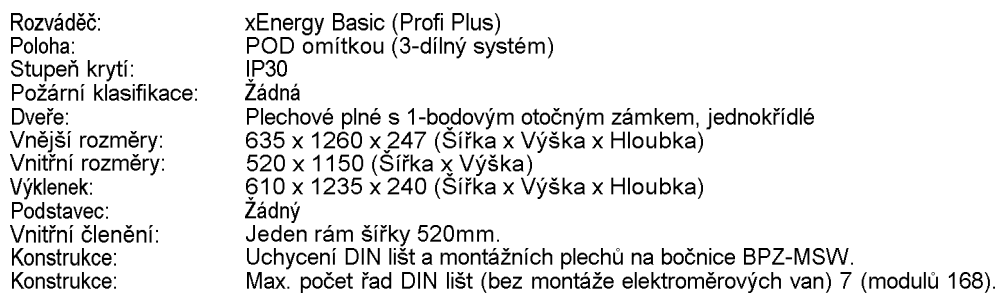 Rozváděč: xEnergy Basic (Profi Plus)
Poloha: POD omítkou (3-dílný systém)
Stupeň krytí: IP30
Požární klasifikace: Žádná
Dveře: Plechové plné s 1-bodovým otočným zámkem, jednokřídlé
Vnější rozměry: 635 x 1260 x 247 (Šířka x Výška x Hloubka)
Vnitřní rozměry: 520 x 1150 (Šířka x Výška)
Výklenek: 610 x 1235 x 240 (Šířka x Výška x Hloubka)
Podstavec: Žádný
Vnitřní členění: Jeden rám šířky 520mm.
Konstrukce: Uchycení DIN lišt a montážních plechů na bočnice BPZ-MSW.
Konstrukce: Max. počet řad DIN lišt (bez montáže elektroměrových van) 7 (modulů 168).